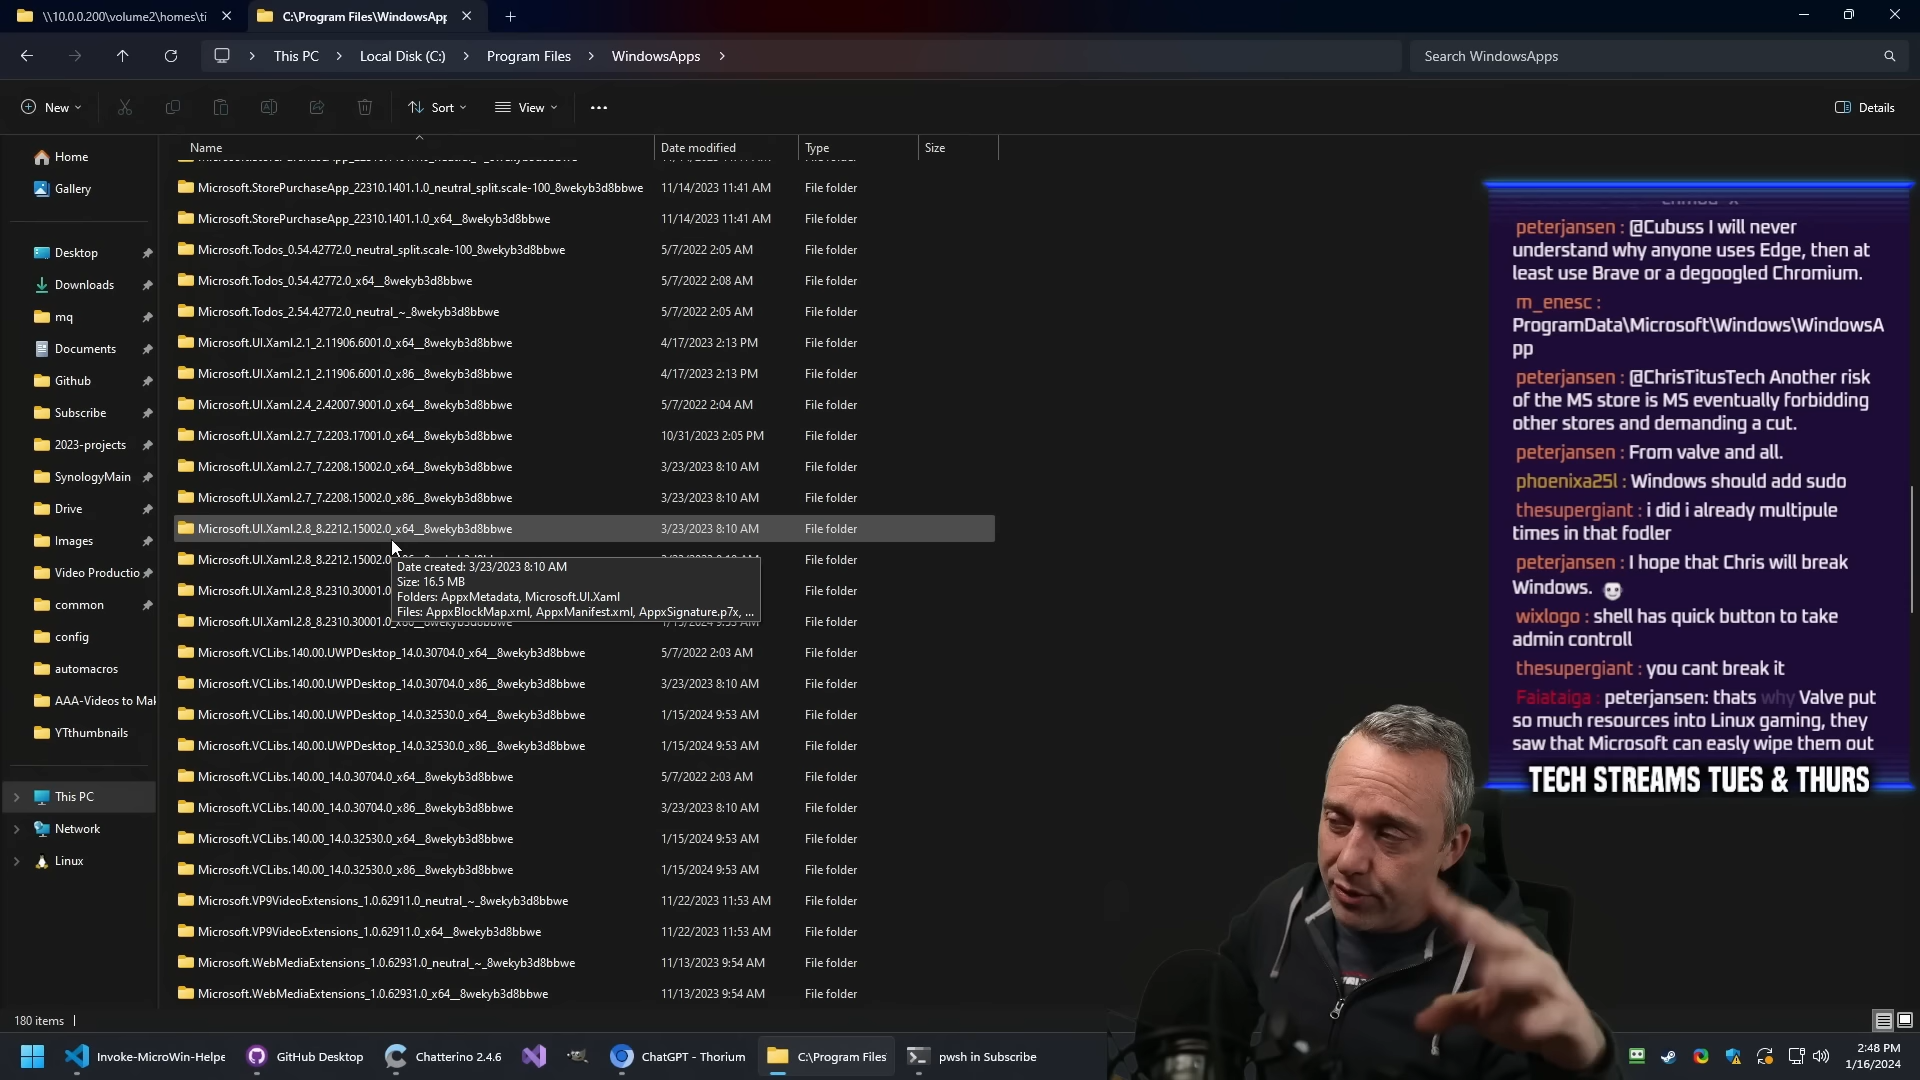 \\10.0.0.200\volume2\homes\ti
C:\Program Files\WindowsApp
This PC
Local Disk (C:)
Program Files
WindowsApps
Search WindowsApps
New
Sort
View
Details
Home
Gallery
Desktop
Downloads
mq
Documents
Github
Subscribe
2023-projects
SynologyMain
Drive
Images
Video Productio
common
config
automacros
AAA-Videos to Mak
YTthumbnails
This PC
Network
Linux
Name Date modified Type Size
Microsoft.StorePurchaseApp_22310.1401.1.0_neutral_split.scale-100_8wekyb3d8bbwe 11/14/2023 11:41 AM File folder
Microsoft.StorePurchaseApp_22310.1401.1.0_x64__8wekyb3d8bbwe 11/14/2023 11:41 AM File folder
Microsoft.Todos_0.54.42772.0_neutral_split.scale-100_8wekyb3d8bbwe 5/7/2022 2:05 AM File folder
Microsoft.Todos_0.54.42772.0_x64__8wekyb3d8bbwe 5/7/2022 2:08 AM File folder
Microsoft.Todos_2.54.42772.0_neutral_~_8wekyb3d8bbwe 5/7/2022 2:05 AM File folder
Microsoft.UI.Xaml.2.1_2.11906.6001.0_x64__8wekyb3d8bbwe 4/17/2023 2:13 PM File folder
Microsoft.UI.Xaml.2.1_2.11906.6001.0_x86__8wekyb3d8bbwe 4/17/2023 2:13 PM File folder
Microsoft.UI.Xaml.2.4_2.42007.9001.0_x64__8wekyb3d8bbwe 5/7/2022 2:04 AM File folder
Microsoft.UI.Xaml.2.7_7.2203.17001.0_x64__8wekyb3d8bbwe 10/31/2023 2:05 PM File folder
Microsoft.UI.Xaml.2.7_7.2208.15002.0_x64__8wekyb3d8bbwe 3/23/2023 8:10 AM File folder
Microsoft.UI.Xaml.2.7_7.2208.15002.0_x86__8wekyb3d8bbwe 3/23/2023 8:10 AM File folder
Microsoft.UI.Xaml.2.8_8.2212.15002.0_x64__8wekyb3d8bbwe 3/23/2023 8:10 AM File folder
Microsoft.UI.Xaml.2.8_8.2212.15002.0 File folder
Date created: 3/23/2023 8:10 AM
Size: 16.5 MB
Folders: AppxMetadata, Microsoft.UI.Xaml
Files: AppxBlockMap.xml, AppxManifest.xml, AppxSignature.p7x, ...
Microsoft.UI.Xaml.2.8_8.2310.30001.0 File folder
Microsoft.UI.Xaml.2.8_8.2310.30001.0 File folder
Microsoft.VCLibs.140.00.UWPDesktop_14.0.30704.0_x64__8wekyb3d8bbwe 5/7/2022 2:03 AM File folder
Microsoft.VCLibs.140.00.UWPDesktop_14.0.30704.0_x86__8wekyb3d8bbwe 3/23/2023 8:10 AM File folder
Microsoft.VCLibs.140.00.UWPDesktop_14.0.32530.0_x64__8wekyb3d8bbwe 1/15/2024 9:53 AM File folder
Microsoft.VCLibs.140.00.UWPDesktop_14.0.32530.0_x86__8wekyb3d8bbwe 1/15/2024 9:53 AM File folder
Microsoft.VCLibs.140.00_14.0.30704.0_x64__8wekyb3d8bbwe 5/7/2022 2:03 AM File folder
Microsoft.VCLibs.140.00_14.0.30704.0_x86__8wekyb3d8bbwe 3/23/2023 8:10 AM File folder
Microsoft.VCLibs.140.00_14.0.32530.0_x64__8wekyb3d8bbwe 1/15/2024 9:53 AM File folder
Microsoft.VCLibs.140.00_14.0.32530.0_x86__8wekyb3d8bbwe 1/15/2024 9:53 AM File folder
Microsoft.VP9VideoExtensions_1.0.62911.0_neutral_~_8wekyb3d8bbwe 11/22/2023 11:53 AM File folder
Microsoft.VP9VideoExtensions_1.0.62911.0_x64__8wekyb3d8bbwe 11/22/2023 11:53 AM File folder
Microsoft.WebMediaExtensions_1.0.62931.0_neutral_~_8wekyb3d8bbwe 11/13/2023 9:54 AM File folder
Microsoft.WebMediaExtensions_1.0.62931.0_x64__8wekyb3d8bbwe 11/13/2023 9:54 AM File folder
peterjansen : @Cubuss I will never
understand why anyone uses Edge, then at
least use Brave or a degoogled Chromium.
m_enesc :
ProgramData\Microsoft\Windows\WindowsA
pp
peterjansen : @ChrisTitusTech Another risk
of the MS store is MS eventually forbidding
other stores and demanding a cut.
peterjansen : From valve and all.
phoenixa25l : Windows should add sudo
thesupergiant : i did i already multipule
times in that fodler
peterjansen : I hope that Chris will break
Windows.
wixlogo : shell has quick button to take
admin controll
thesupergiant : you cant break it
Faiataiga : peterjansen: thats why Valve put
so much resources into Linux gaming, they
saw that Microsoft can easly wipe them out
TECH STREAMS TUES & THURS
180 items
Invoke-MicroWin-Helpe
GitHub Desktop
Chatterino 2.4.6
ChatGPT - Thorium
C:\Program Files
pwsh in Subscribe
2:48 PM
1/16/2024